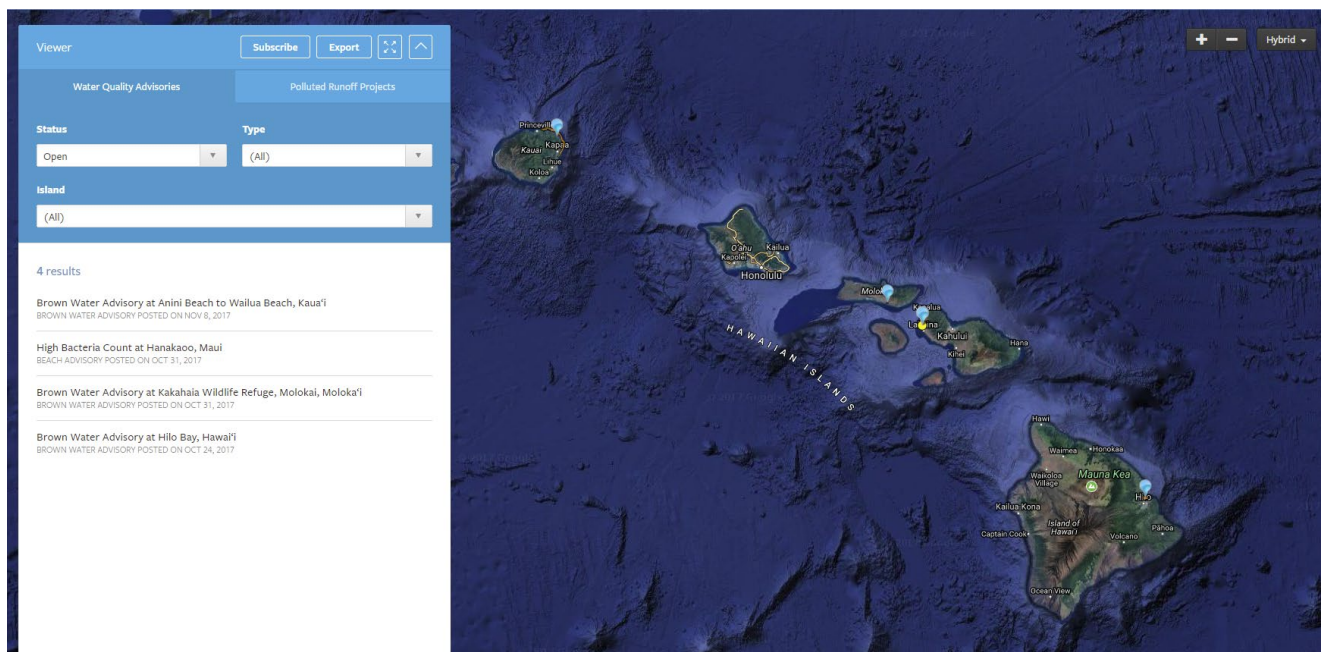 Viewer
Subscribe
Export
Hybrid
Water Quality Advisories
Polluted Runoff Projects
Status
Type
Open
(All)
Island
(All)
4 results
Brown Water Advisory at Anini Beach to Wailua Beach, Kauaʻi
BROWN WATER ADVISORY POSTED ON NOV 8, 2017
High Bacteria Count at Hanakaoo, Maui
BEACH ADVISORY POSTED ON OCT 31, 2017
Brown Water Advisory at Kakahaia Wildlife Refuge, Molokai, Molokaʻi
BROWN WATER ADVISORY POSTED ON OCT 31, 2017
Brown Water Advisory at Hilo Bay, Hawaiʻi
BROWN WATER ADVISORY POSTED ON OCT 24, 2017
Kauai
Kapaa
Lihue
Koloa
O'ahu
Kailua
Kapolei
Honolulu
HAWAIIAN ISLANDS
Kahului
Kihei
Hana
Hawi
Waimea
Honokaa
Waikoloa
Village
Mauna Kea
Kailua Kona
Island of
Hawai'i
Captain Cook
Volcano
Pāhoa
Ocean View